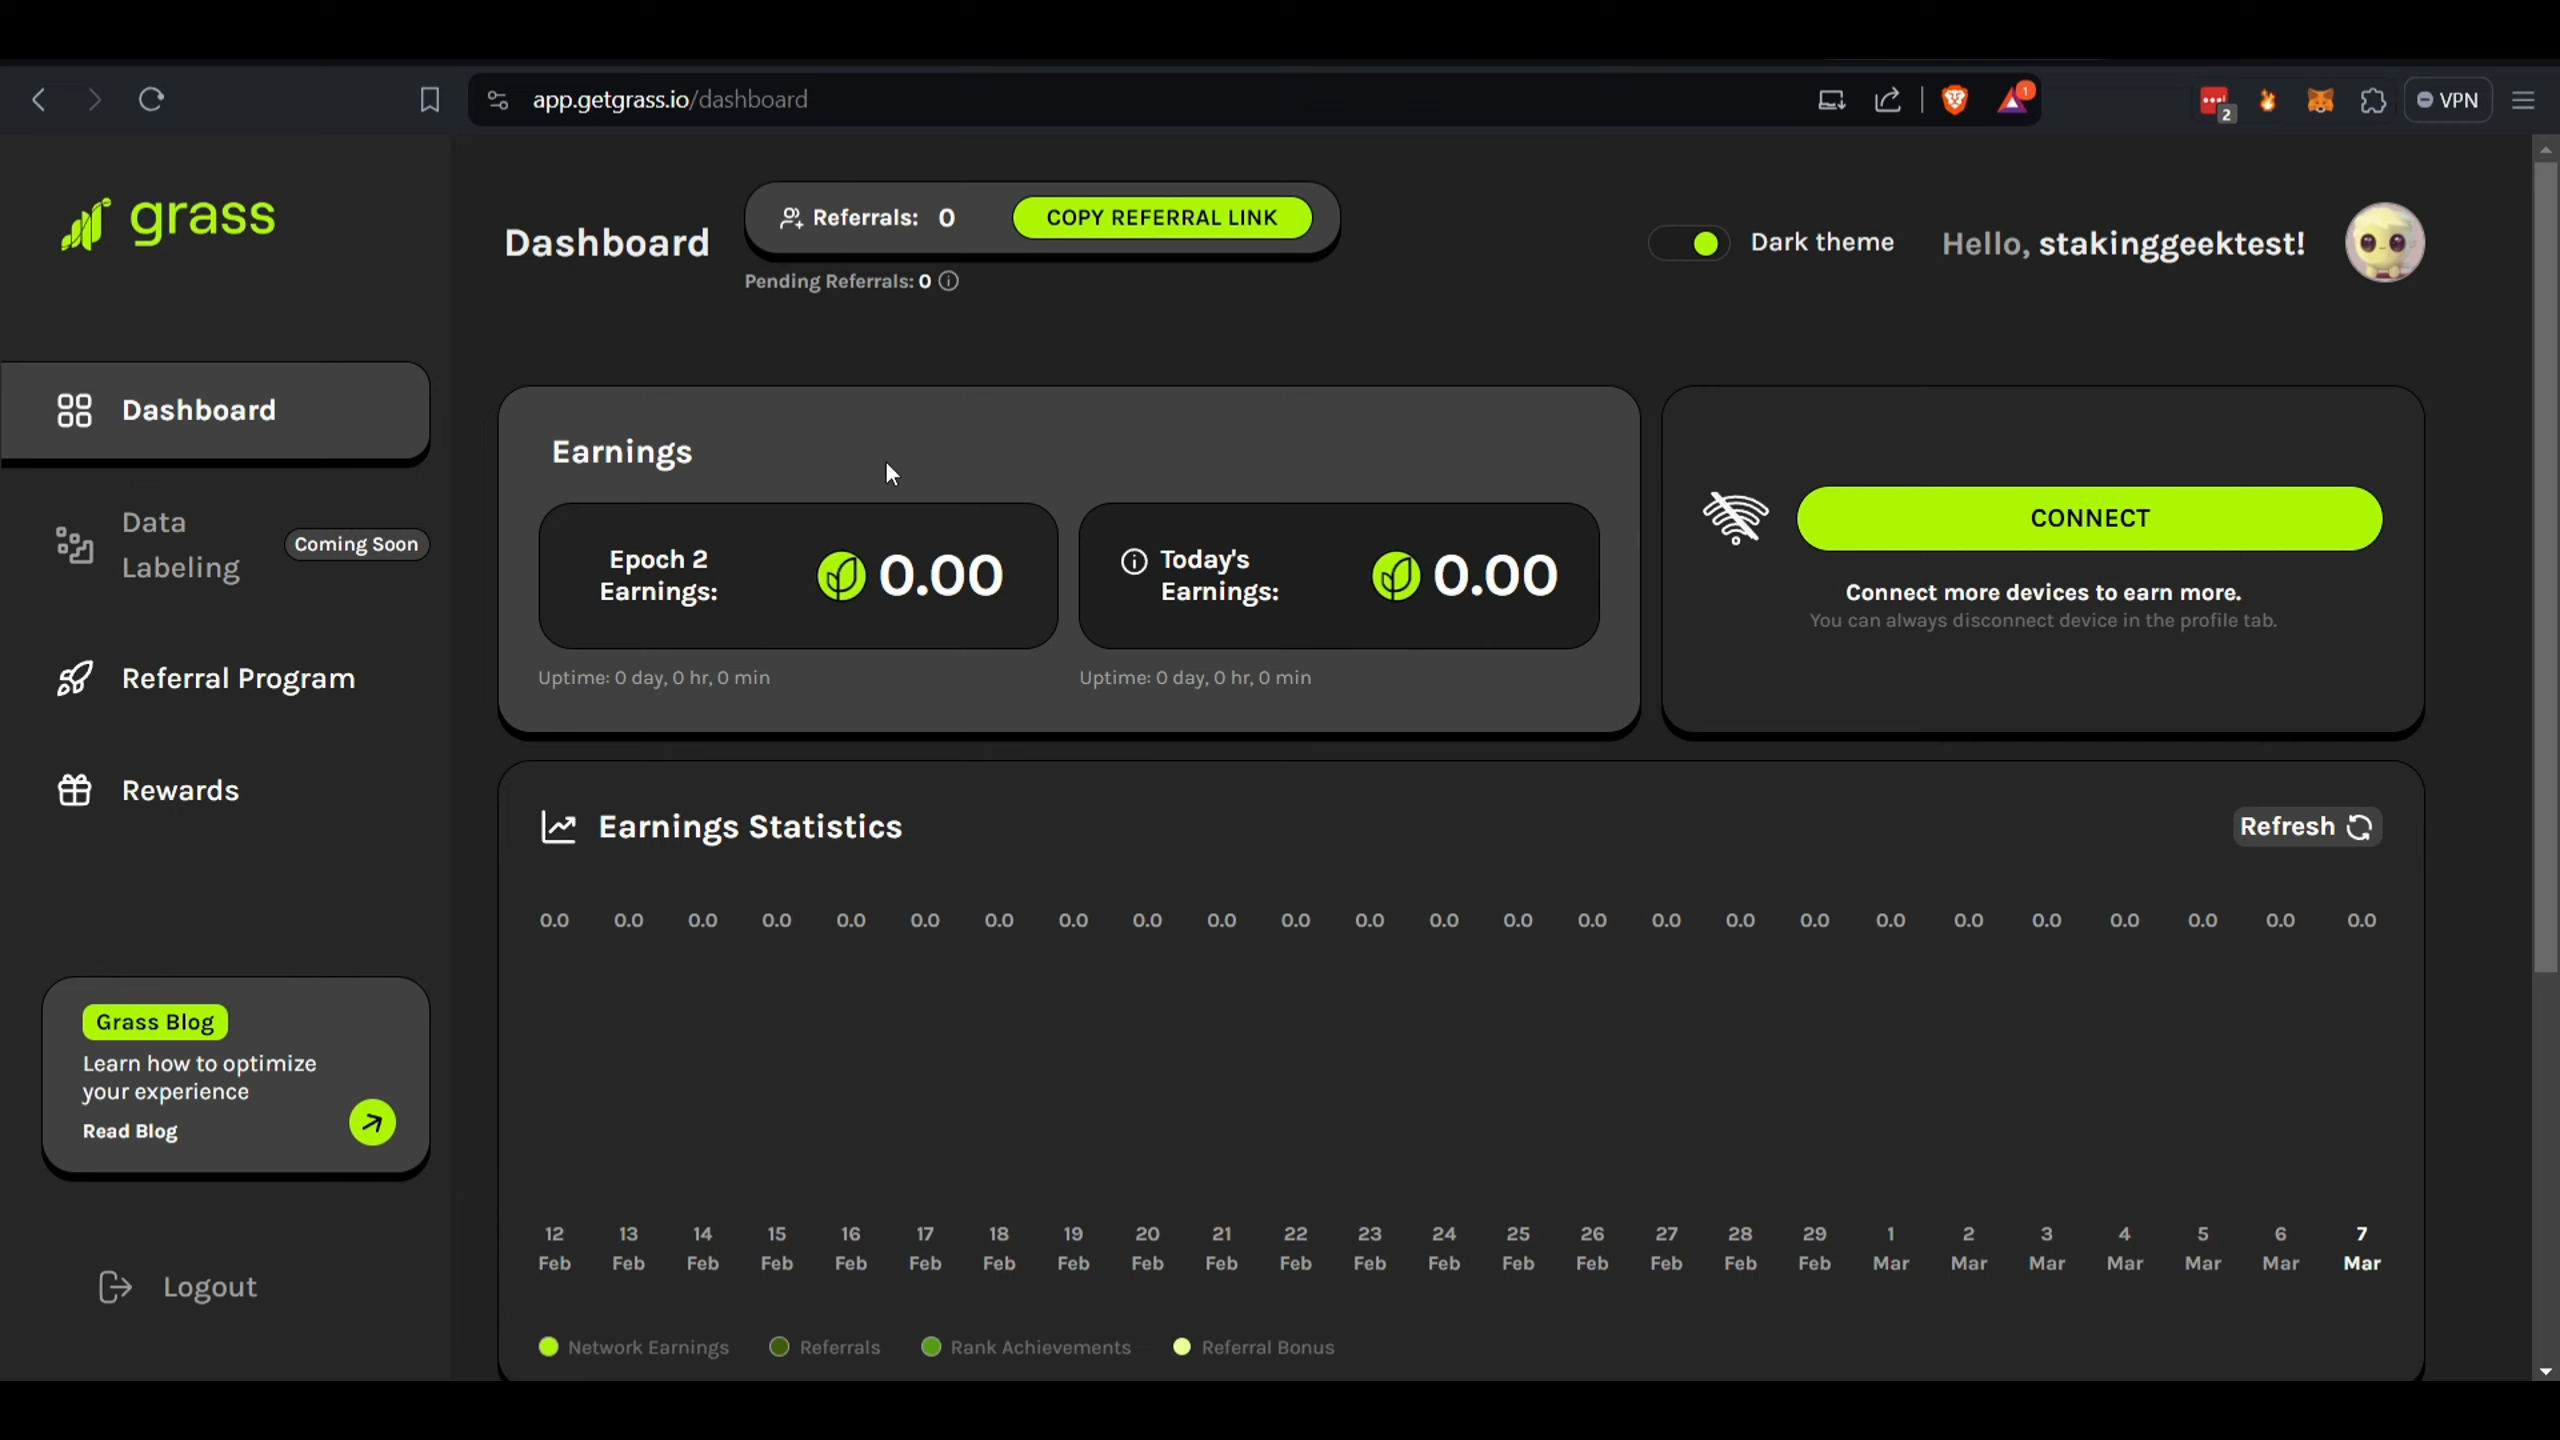 app.getgrass.io/dashboard
1
2
VPN
grass
Dashboard
Referrals: 0
COPY REFERRAL LINK
Pending Referrals: 0
Dark theme
Hello, stakinggeektest!
Dashboard
Data
Labeling
Coming Soon
Referral Program
Rewards
Grass Blog
Learn how to optimize
your experience
Read Blog
Logout
Earnings
Epoch 2
Earnings:
0.00
Uptime: 0 day, 0 hr, 0 min
Today's
Earnings:
0.00
Uptime: 0 day, 0 hr, 0 min
CONNECT
Connect more devices to earn more.
You can always disconnect device in the profile tab.
Earnings Statistics
Refresh
0.0 0.0 0.0 0.0 0.0 0.0 0.0 0.0 0.0 0.0 0.0 0.0 0.0 0.0 0.0 0.0 0.0 0.0 0.0 0.0 0.0 0.0 0.0 0.0 0.0
12 13 14 15 16 17 18 19 20 21 22 23 24 25 26 27 28 29 1 2 3 4 5 6 7
Feb Feb Feb Feb Feb Feb Feb Feb Feb Feb Feb Feb Feb Feb Feb Feb Feb Feb Mar Mar Mar Mar Mar Mar Mar
Network Earnings Referrals Rank Achievements Referral Bonus